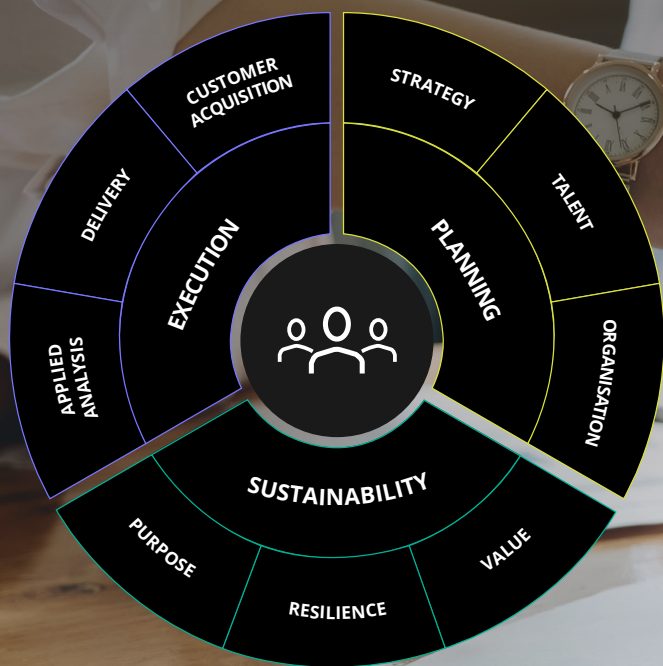 CUSTOMER
ACQUISITION
STRATEGY
DELIVERY
TALENT
EXECUTION
PLANNING
APPLIED
ANALYSIS
ORGANISATION
SUSTAINABILITY
PURPOSE
VALUE
RESILIENCE